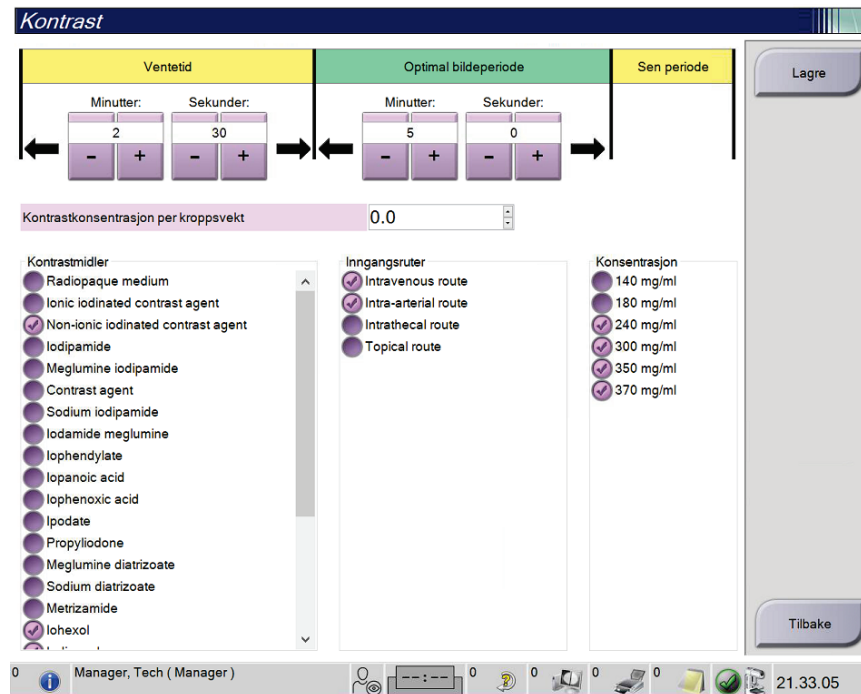 Kontrast
Ventetid
Optimal bildeperiode
Sen periode
Lagre
Minutter:
Sekunder:
Minutter:
Sekunder:
2
30
5
0
- + - + - + - +
Kontrastkonsentrasjon per kroppsvekt
0.0
Kontrastmidler
Radiopaque medium
Ionic iodinated contrast agent
Non-ionic iodinated contrast agent
Iodipamide
Meglumine iodipamide
Contrast agent
Sodium iodipamide
Iodamide meglumine
Iophendylate
Iopanoic acid
Iophenoxic acid
Ipodate
Propyliodone
Meglumine diatrizoate
Sodium diatrizoate
Metrizamide
Iohexol
Inngangsruter
Intravenous route
Intra-arterial route
Intrathecal route
Topical route
Konsentrasjon
140 mg/ml
180 mg/ml
240 mg/ml
300 mg/ml
350 mg/ml
370 mg/ml
Tilbake
0
Manager, Tech ( Manager )
--:--
0
0
0
0
21.33.05